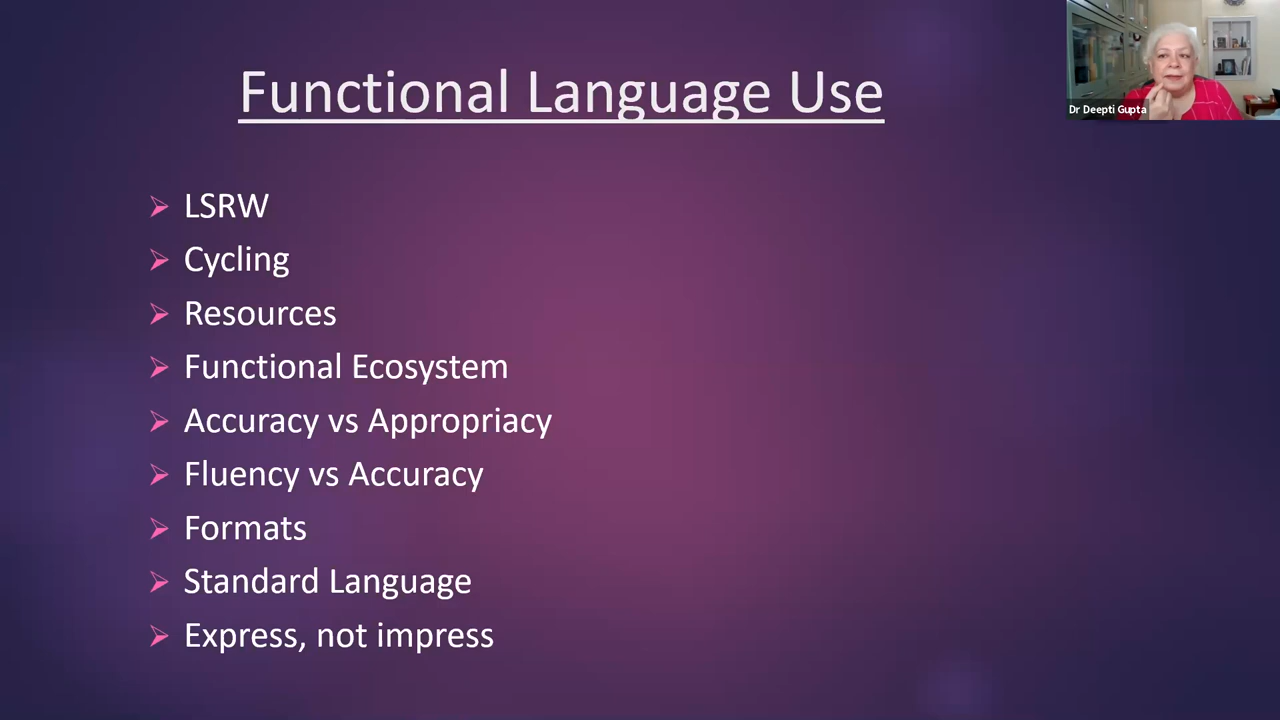 Functional Language Use
Dr Deepti Gupta
LSRW
Cycling
Resources
Functional Ecosystem
Accuracy vs Appropriacy
Fluency vs Accuracy
Formats
Standard Language
Express, not impress